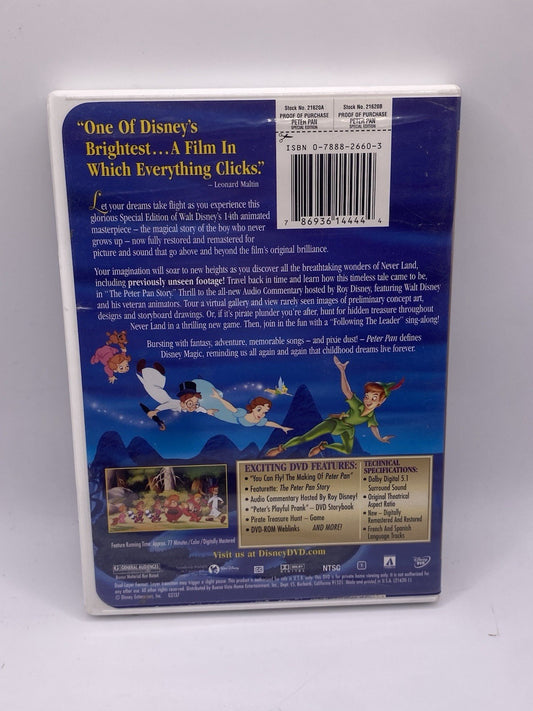 Stock No. 21620A
PROOF OF PURCHASE
PETER PAN
SPECIAL EDITION
Stock No. 21620B
PROOF OF PURCHASE
PETER PAN
SPECIAL EDITION
"One Of Disney's
Brightest...A Film In
Which Everything Clicks."
– Leonard Maltin
ISBN 0-7888-2660-3
7 86936 14444 4
Let your dreams take flight as you experience this
glorious Special Edition of Walt Disney's 14th animated
masterpiece – the magical story of the boy who never
grows up – now fully restored and remastered for
picture and sound that go above and beyond the film's original brilliance.
Your imagination will soar to new heights as you discover all the breathtaking wonders of Never Land,
including previously unseen footage! Travel back in time and learn how this timeless tale came to be,
in "The Peter Pan Story." Thrill to the all-new Audio Commentary hosted by Roy Disney, featuring Walt Disney
and his veteran animators. Tour a virtual gallery and view rarely seen images of preliminary concept art,
designs and storyboard drawings. Or, if it's pirate plunder you're after, hunt for hidden treasure throughout
Never Land in a thrilling new game. Then, join in the fun with a "Following The Leader" sing-along!
Bursting with fantasy, adventure, memorable songs – and pixie dust! – Peter Pan defines
Disney Magic, reminding us all again and again that childhood dreams live forever.
EXCITING DVD FEATURES:
• "You Can Fly! The Making Of Peter Pan"
• Featurette: The Peter Pan Story
• Audio Commentary Hosted By Roy Disney!
• "Peter's Playful Prank" – DVD Storybook
• Pirate Treasure Hunt – Game
• DVD-ROM Weblinks AND MORE!
TECHNICAL
SPECIFICATIONS:
• Dolby Digital 5.1
Surround Sound
• Original Theatrical
Aspect Ratio
• New – Digitally
Remastered And Restored
• French And Spanish
Language Tracks
Feature Running Time: Approx. 77 Minutes/Color/Digitally Mastered
Visit us at DisneyDVD.com
G GENERAL AUDIENCES
NTSC
1